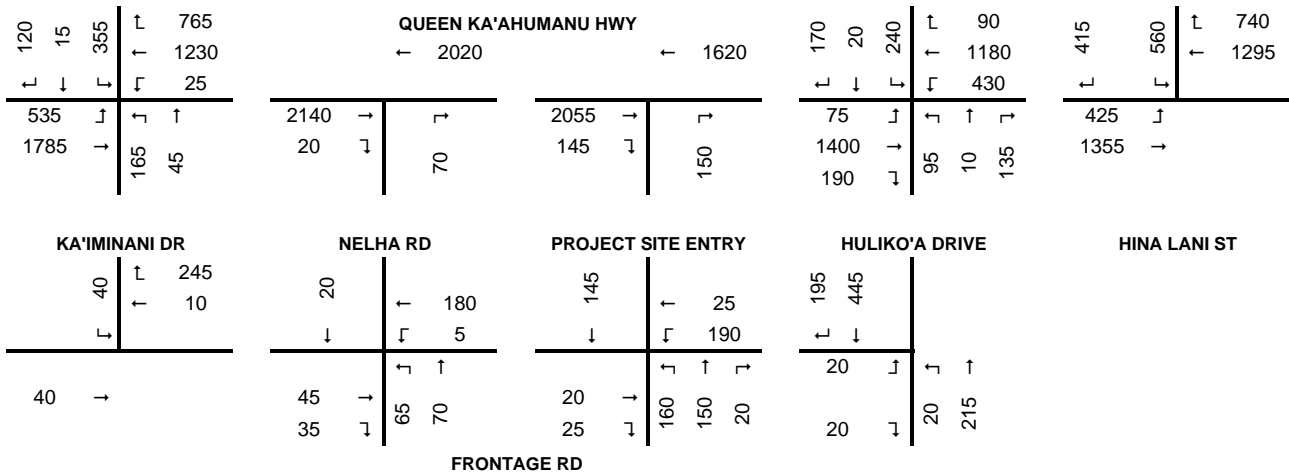 QUEEN KA'AHUMANU HWY
120 15 355 ↰ 765
← 1230
↵ ↓ ↳ ↲ 25
535 ↱
1785 →
↰ ↑
165 45
← 2020
2140 →
20 ↴
↱
70
← 1620
2055 →
145 ↴
↱
150
170 20 240 ↰ 90
← 1180
↵ ↓ ↳ ↲ 430
75 ↱
1400 →
190 ↴
↰ ↑ ↱
95 10 135
415 560 ↰ 740
← 1295
↵ ↳
425 ↱
1355 →
KA'IMINANI DR NELHA RD PROJECT SITE ENTRY HULIKO'A DRIVE HINA LANI ST
40 ↰ 245
← 10
↳
40 →
20
← 180
↓ ↲ 5
45 →
35 ↴
↰ ↑
65 70
145
← 25
↓ ↲ 190
20 →
25 ↴
↰ ↑ ↱
160 150 20
195 445
↵ ↓
20 ↱
20 ↴
↰ ↑
20 215
FRONTAGE RD